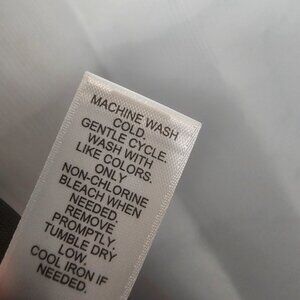 MACHINE WASH
COLD.
GENTLE CYCLE.
WASH WITH
LIKE COLORS.
ONLY
NON-CHLORINE
BLEACH WHEN
NEEDED.
REMOVE
PROMPTLY.
TUMBLE DRY
LOW.
COOL IRON IF
NEEDED.